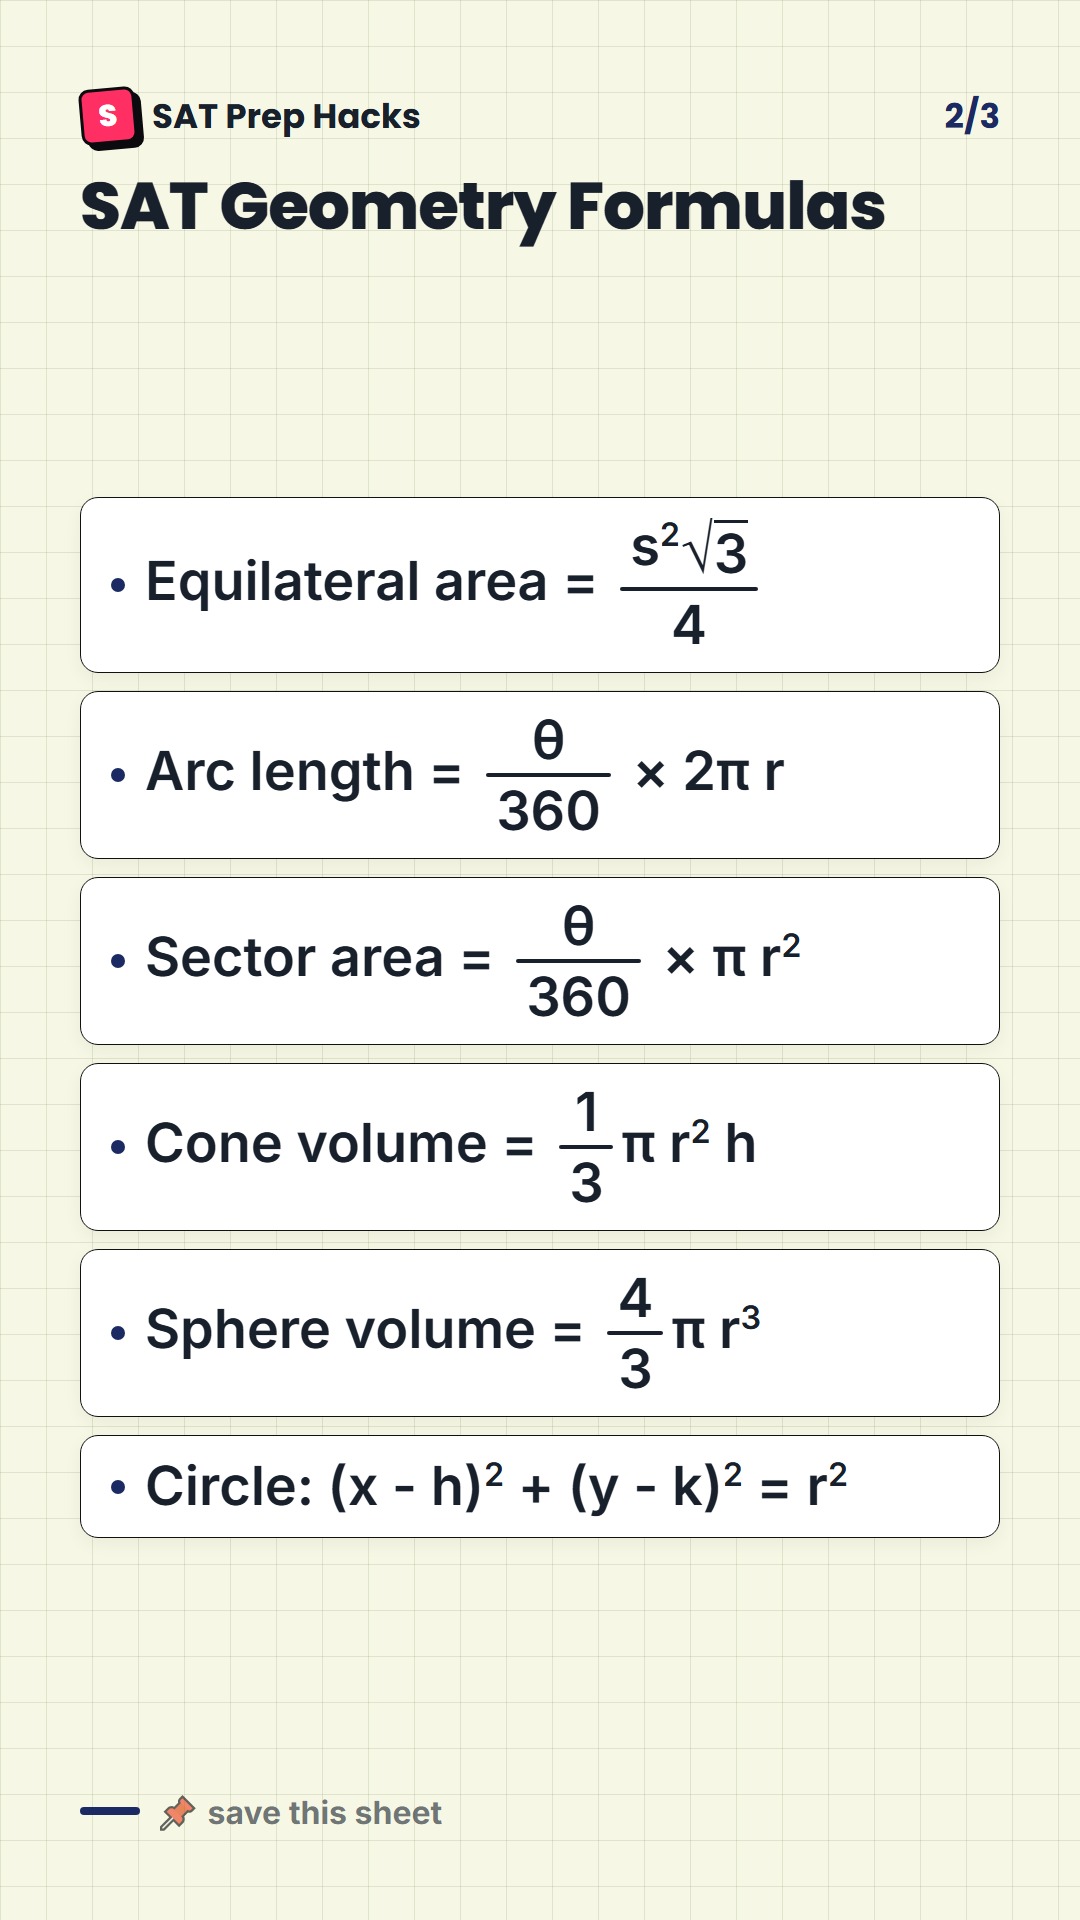 S SAT Prep Hacks 2/3
SAT Geometry Formulas
• Equilateral area = s²√3/4
• Arc length = θ/360 × 2π r
• Sector area = θ/360 × π r²
• Cone volume = 1/3 π r² h
• Sphere volume = 4/3 π r³
• Circle: (x - h)² + (y - k)² = r²
📌 save this sheet